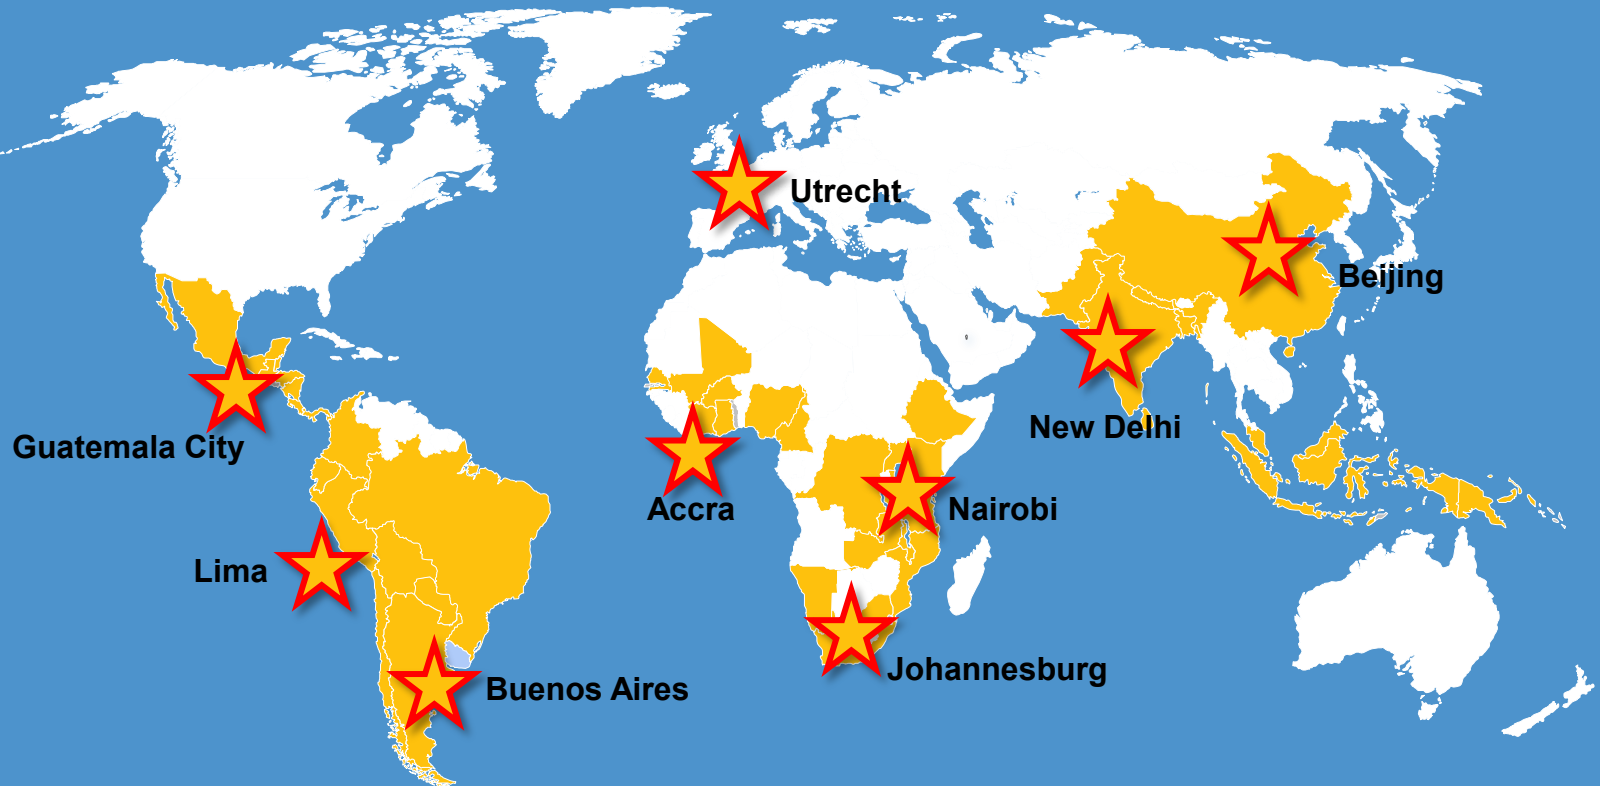 Utrecht
Beijing
New Delhi
Guatemala City
Accra
Nairobi
Lima
Johannesburg
Buenos Aires